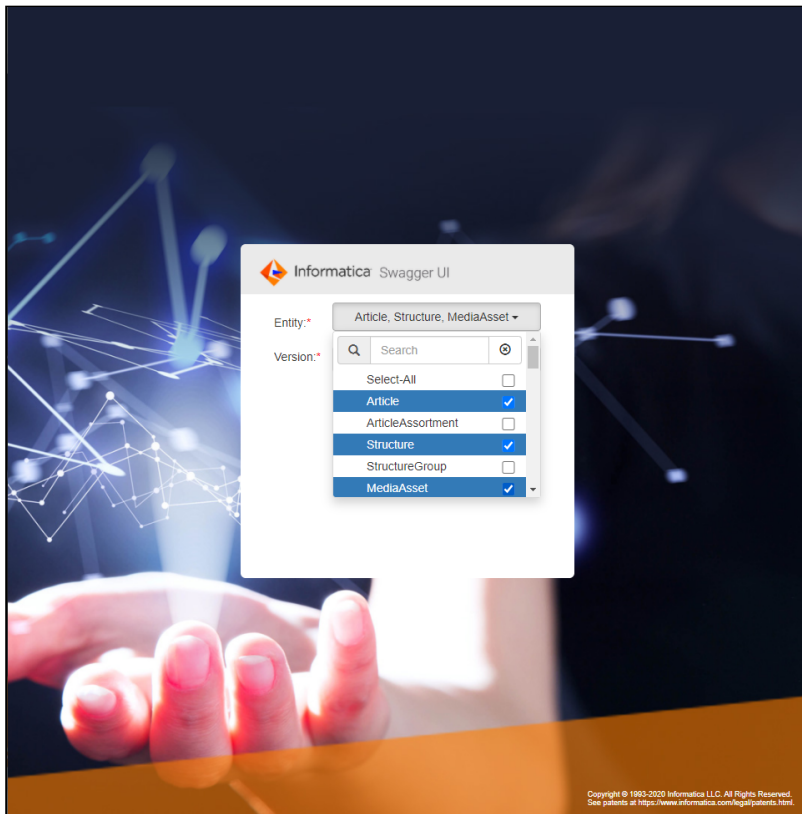 Informatica Swagger UI
Entity:* Article, Structure, MediaAsset
Version:*
Search
Select-All
Article
ArticleAssortment
Structure
StructureGroup
MediaAsset
Copyright © 1993-2020 Informatica LLC. All Rights Reserved.
See patents at https://www.informatica.com/legal/patents.html.